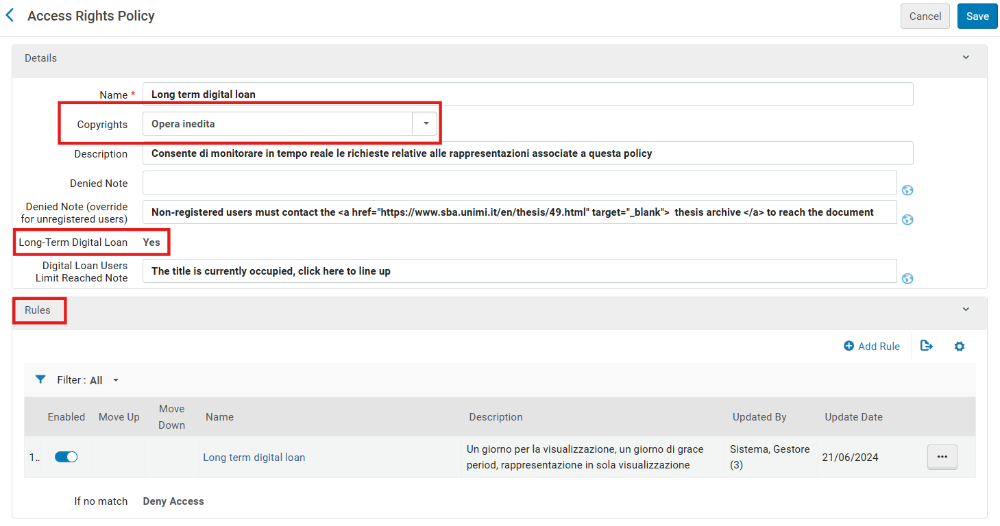 Access Rights Policy
Cancel
Save
Details
Name *
Long term digital loan
Copyrights
Opera inedita
Description
Consente di monitorare in tempo reale le richieste relative alle rappresentazioni associate a questa policy
Denied Note
Denied Note (override
for unregistered users)
Non-registered users must contact the <a href="https://www.sba.unimi.it/en/thesis/49.html" target="_blank">  thesis archive </a> to reach the document
Long-Term Digital Loan
Yes
Digital Loan Users
Limit Reached Note
The title is currently occupied, click here to line up
Rules
Add Rule
Filter : All
Enabled
Move Up
Move
Down
Name
Description
Updated By
Update Date
1..
Long term digital loan
Un giorno per la visualizzazione, un giorno di grace
period, rappresentazione in sola visualizzazione
Sistema, Gestore
(3)
21/06/2024
...
If no match
Deny Access